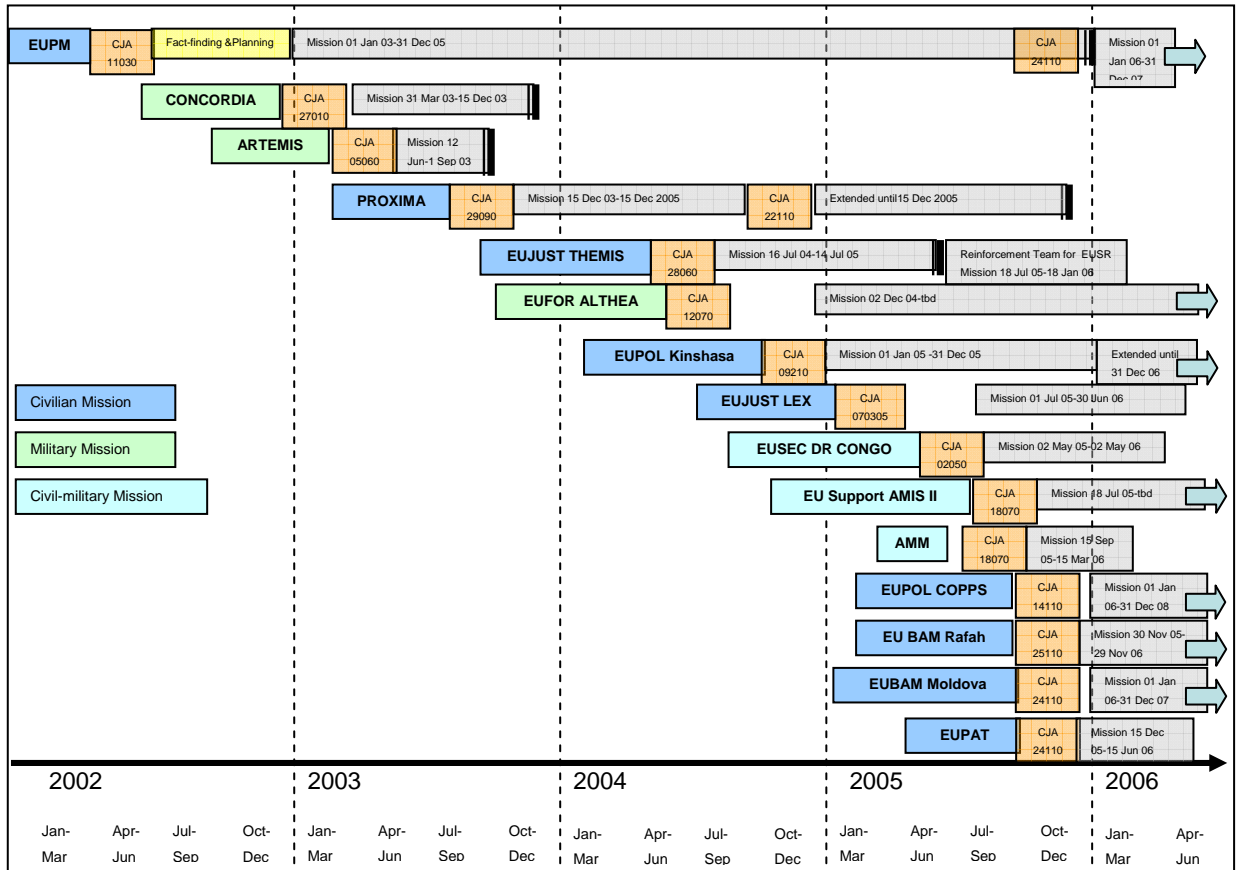 EUPM
CJA
11030
Fact-finding &Planning
Mission 01 Jan 03-31 Dec 05
CJA
24110
Mission 01
Jan 06-31
Dec 07
CONCORDIA
CJA
27010
Mission 31 Mar 03-15 Dec 03
ARTEMIS
CJA
05060
Mission 12
Jun-1 Sep 03
PROXIMA
CJA
29090
Mission 15 Dec 03-15 Dec 2005
CJA
22110
Extended until15 Dec 2005
EUJUST THEMIS
CJA
28060
Mission 16 Jul 04-14 Jul 05
Reinforcement Team for EUSR
Mission 18 Jul 05-18 Jan 06
EUFOR ALTHEA
CJA
12070
Mission 02 Dec 04-tbd
EUPOL Kinshasa
CJA
09210
Mission 01 Jan 05 -31 Dec 05
Extended until
31 Dec 06
Civilian Mission
EUJUST LEX
CJA
070305
Mission 01 Jul 05-30 Jun 06
Military Mission
EUSEC DR CONGO
CJA
02050
Mission 02 May 05-02 May 06
Civil-military Mission
EU Support AMIS II
CJA
18070
Mission 18 Jul 05-tbd
AMM
CJA
18070
Mission 15 Sep
05-15 Mar 06
EUPOL COPPS
CJA
14110
Mission 01 Jan
06-31 Dec 08
EU BAM Rafah
CJA
25110
Mission 30 Nov 05-
29 Nov 06
EUBAM Moldova
CJA
24110
Mission 01 Jan
06-31 Dec 07
EUPAT
CJA
24110
Mission 15 Dec
05-15 Jun 06
2002 2003 2004 2005 2006
Jan- Apr- Jul- Oct- Jan- Apr- Jul- Oct- Jan- Apr- Jul- Oct- Jan- Apr- Jul- Oct- Jan- Apr-
Mar Jun Sep Dec Mar Jun Sep Dec Mar Jun Sep Dec Mar Jun Sep Dec Mar Jun